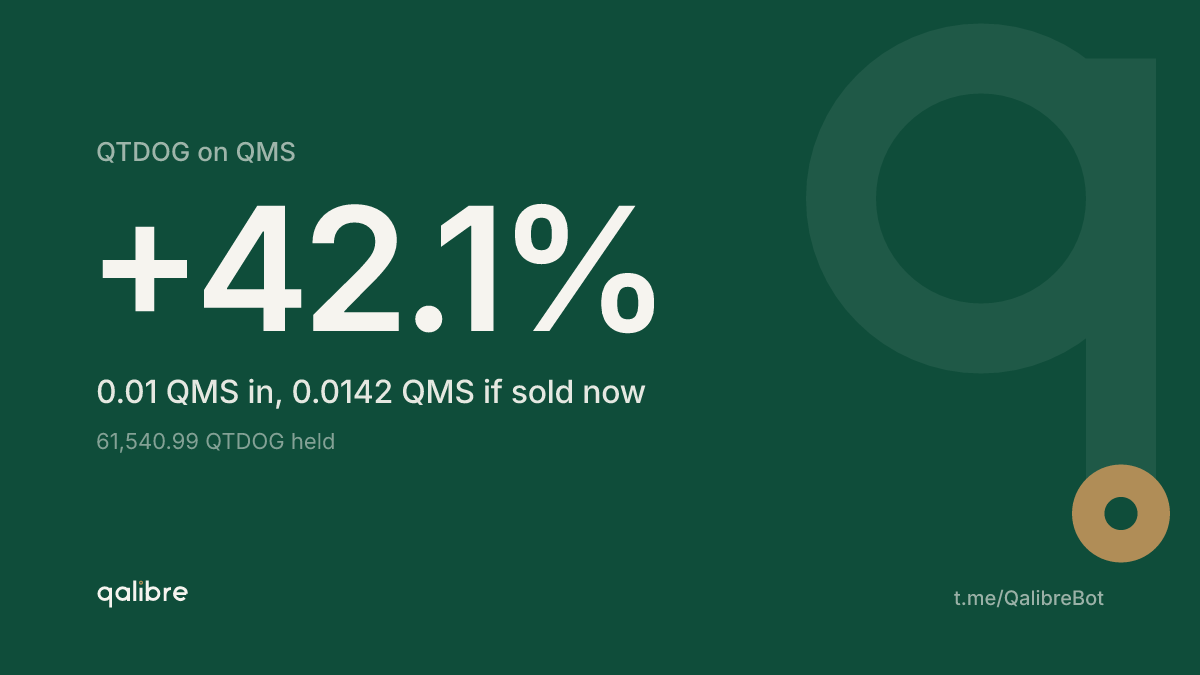 QTDOG on QMS
+42.1%
0.01 QMS in, 0.0142 QMS if sold now
61,540.99 QTDOG held
qalibre
t.me/QalibreBot